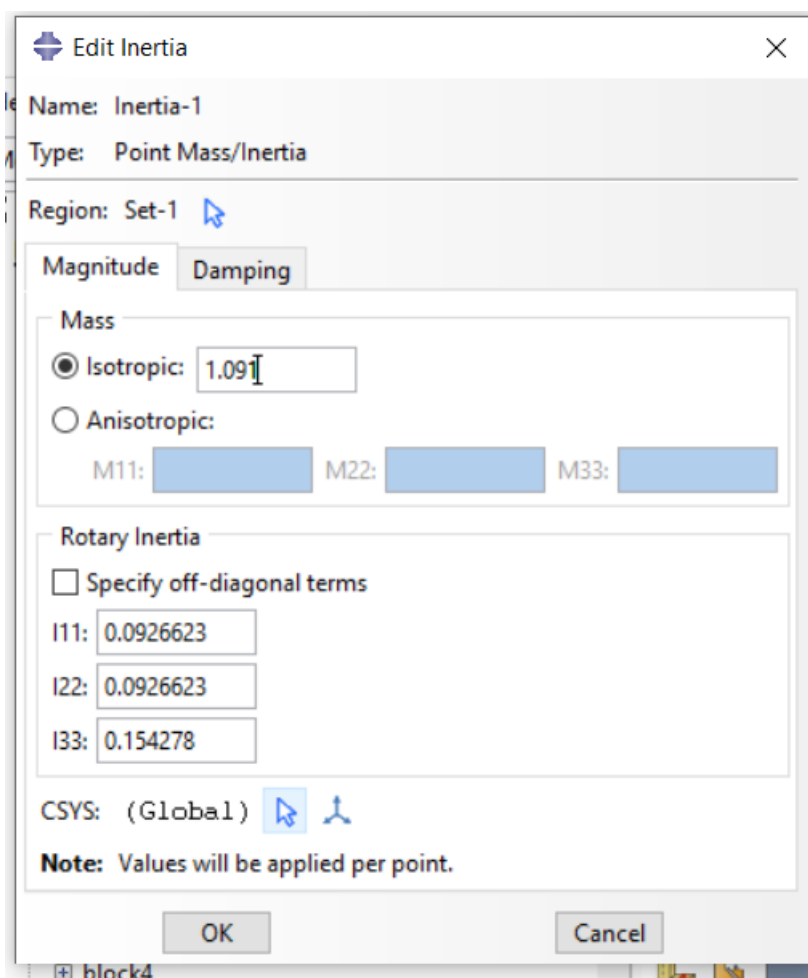 Edit Inertia
Name: Inertia-1
Type: Point Mass/Inertia
Region: Set-1
Magnitude Damping
Mass
Isotropic: 1.091
Anisotropic:
M11: M22: M33:
Rotary Inertia
Specify off-diagonal terms
I11: 0.0926623
I22: 0.0926623
I33: 0.154278
CSYS: (Global)
Note: Values will be applied per point.
OK Cancel
block4